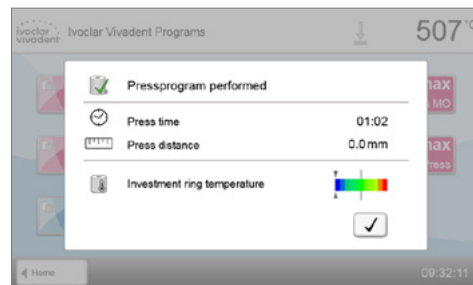 ivoclar vivadent
Ivoclar Vivadent Programs
507 °C
Pressprogram performed
Press time 01:02
Press distance 0.0 mm
Investment ring temperature
max
MO
max
Press
Home
09:32:11